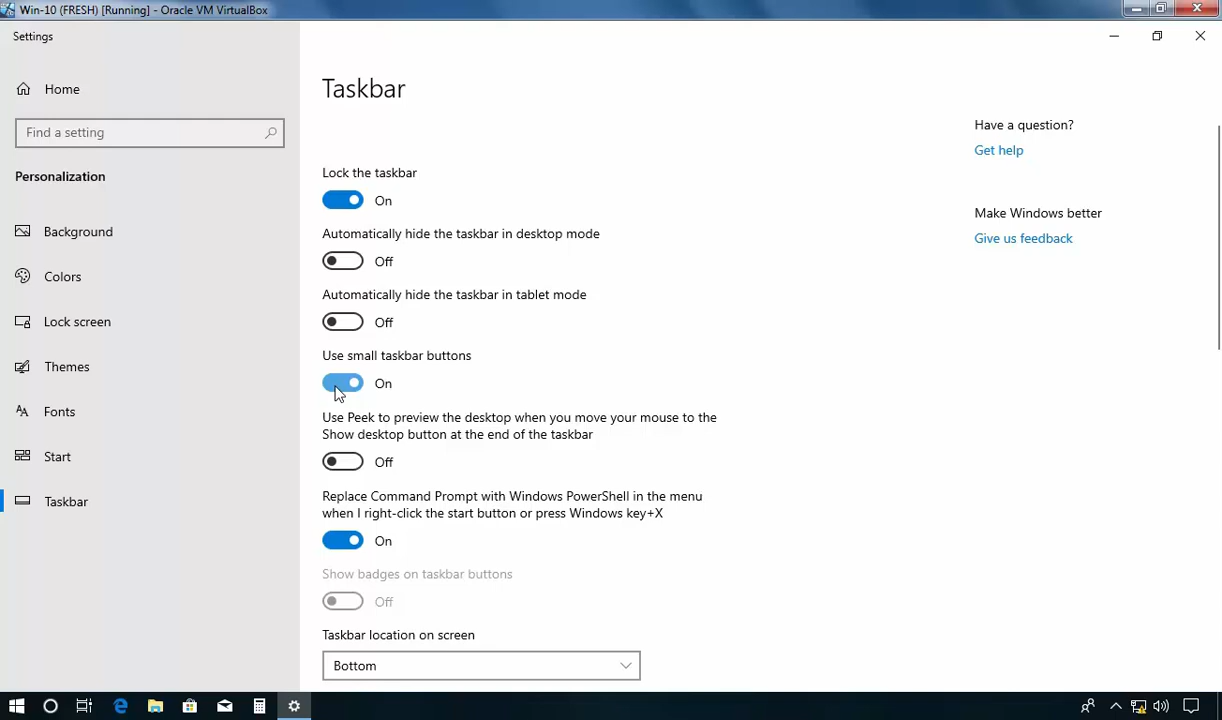 Win-10 (FRESH) [Running] - Oracle VM VirtualBox
Settings
Home
Find a setting
Personalization
Background
Colors
Lock screen
Themes
Fonts
Start
Taskbar
Taskbar
Lock the taskbar
On
Automatically hide the taskbar in desktop mode
Off
Automatically hide the taskbar in tablet mode
Off
Use small taskbar buttons
On
Use Peek to preview the desktop when you move your mouse to the
Show desktop button at the end of the taskbar
Off
Replace Command Prompt with Windows PowerShell in the menu
when I right-click the start button or press Windows key+X
On
Show badges on taskbar buttons
Off
Taskbar location on screen
Bottom
Have a question?
Get help
Make Windows better
Give us feedback